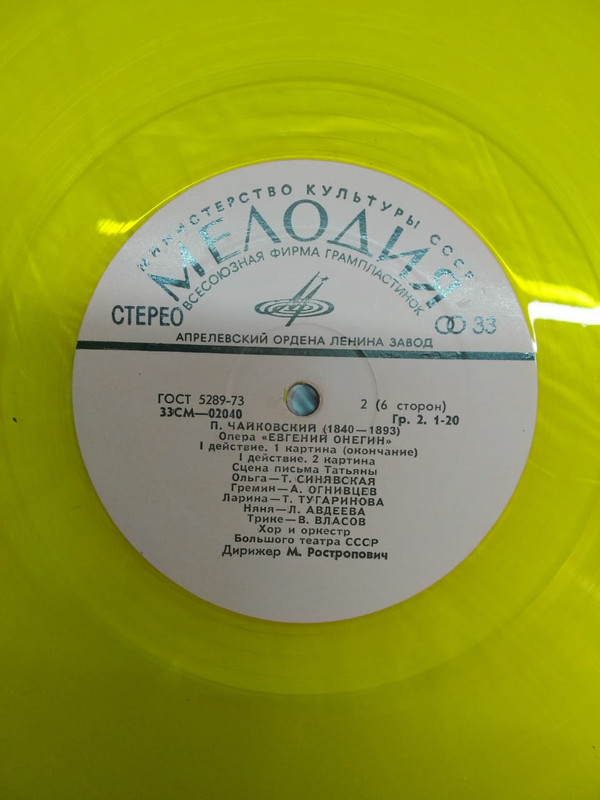 МИНИСТЕРСТВО КУЛЬТУРЫ СССР
МЕЛОДИЯ
ВСЕСОЮЗНАЯ ФИРМА ГРАМПЛАСТИНОК
СТЕРЕО
33
АПРЕЛЕВСКИЙ ОРДЕНА ЛЕНИНА ЗАВОД
ГОСТ 5289-73
2 (6 сторон)
33СМ—02040
Гр. 2. 1-20
П. ЧАЙКОВСКИЙ (1840—1893)
Опера «ЕВГЕНИЙ ОНЕГИН»
I действие. 1 картина (окончание)
I действие. 2 картина
Сцена письма Татьяны
Ольга—Т. СИНЯВСКАЯ
Гремин—А. ОГНИВЦЕВ
Ларина—Т. ТУГАРИНОВА
Няня—Л. АВДЕЕВА
Трике—В. ВЛАСОВ
Хор и оркестр
Большого театра СССР
Дирижер М. Ростропович